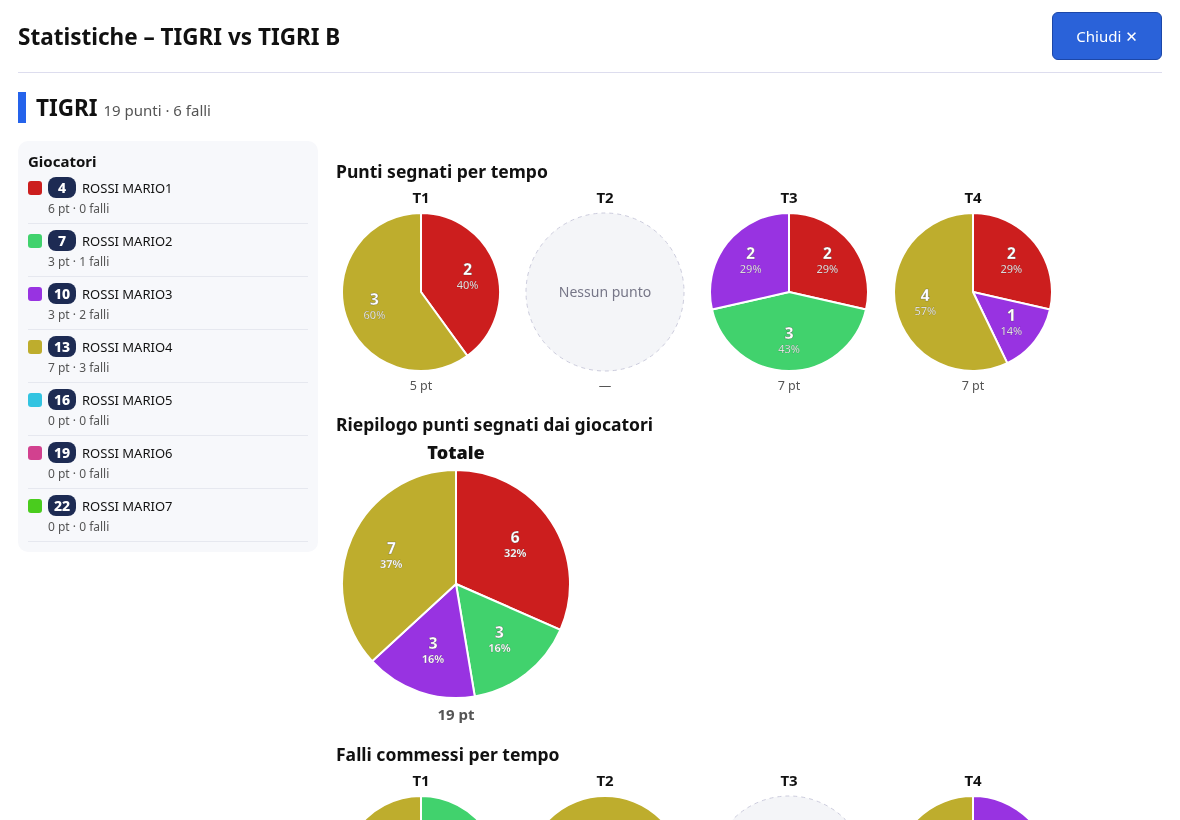 Statistiche – TIGRI vs TIGRI B
Chiudi ✕
TIGRI 19 punti · 6 falli
Giocatori
4 ROSSI MARIO1
6 pt · 0 falli
7 ROSSI MARIO2
3 pt · 1 falli
10 ROSSI MARIO3
3 pt · 2 falli
13 ROSSI MARIO4
7 pt · 3 falli
16 ROSSI MARIO5
0 pt · 0 falli
19 ROSSI MARIO6
0 pt · 0 falli
22 ROSSI MARIO7
0 pt · 0 falli
Punti segnati per tempo
T1
2
40%
3
60%
5 pt
T2
Nessun punto
—
T3
2
29%
2
29%
3
43%
7 pt
T4
2
29%
4
57%
1
14%
7 pt
Riepilogo punti segnati dai giocatori
Totale
6
32%
7
37%
3
16%
3
16%
19 pt
Falli commessi per tempo
T1
T2
T3
T4